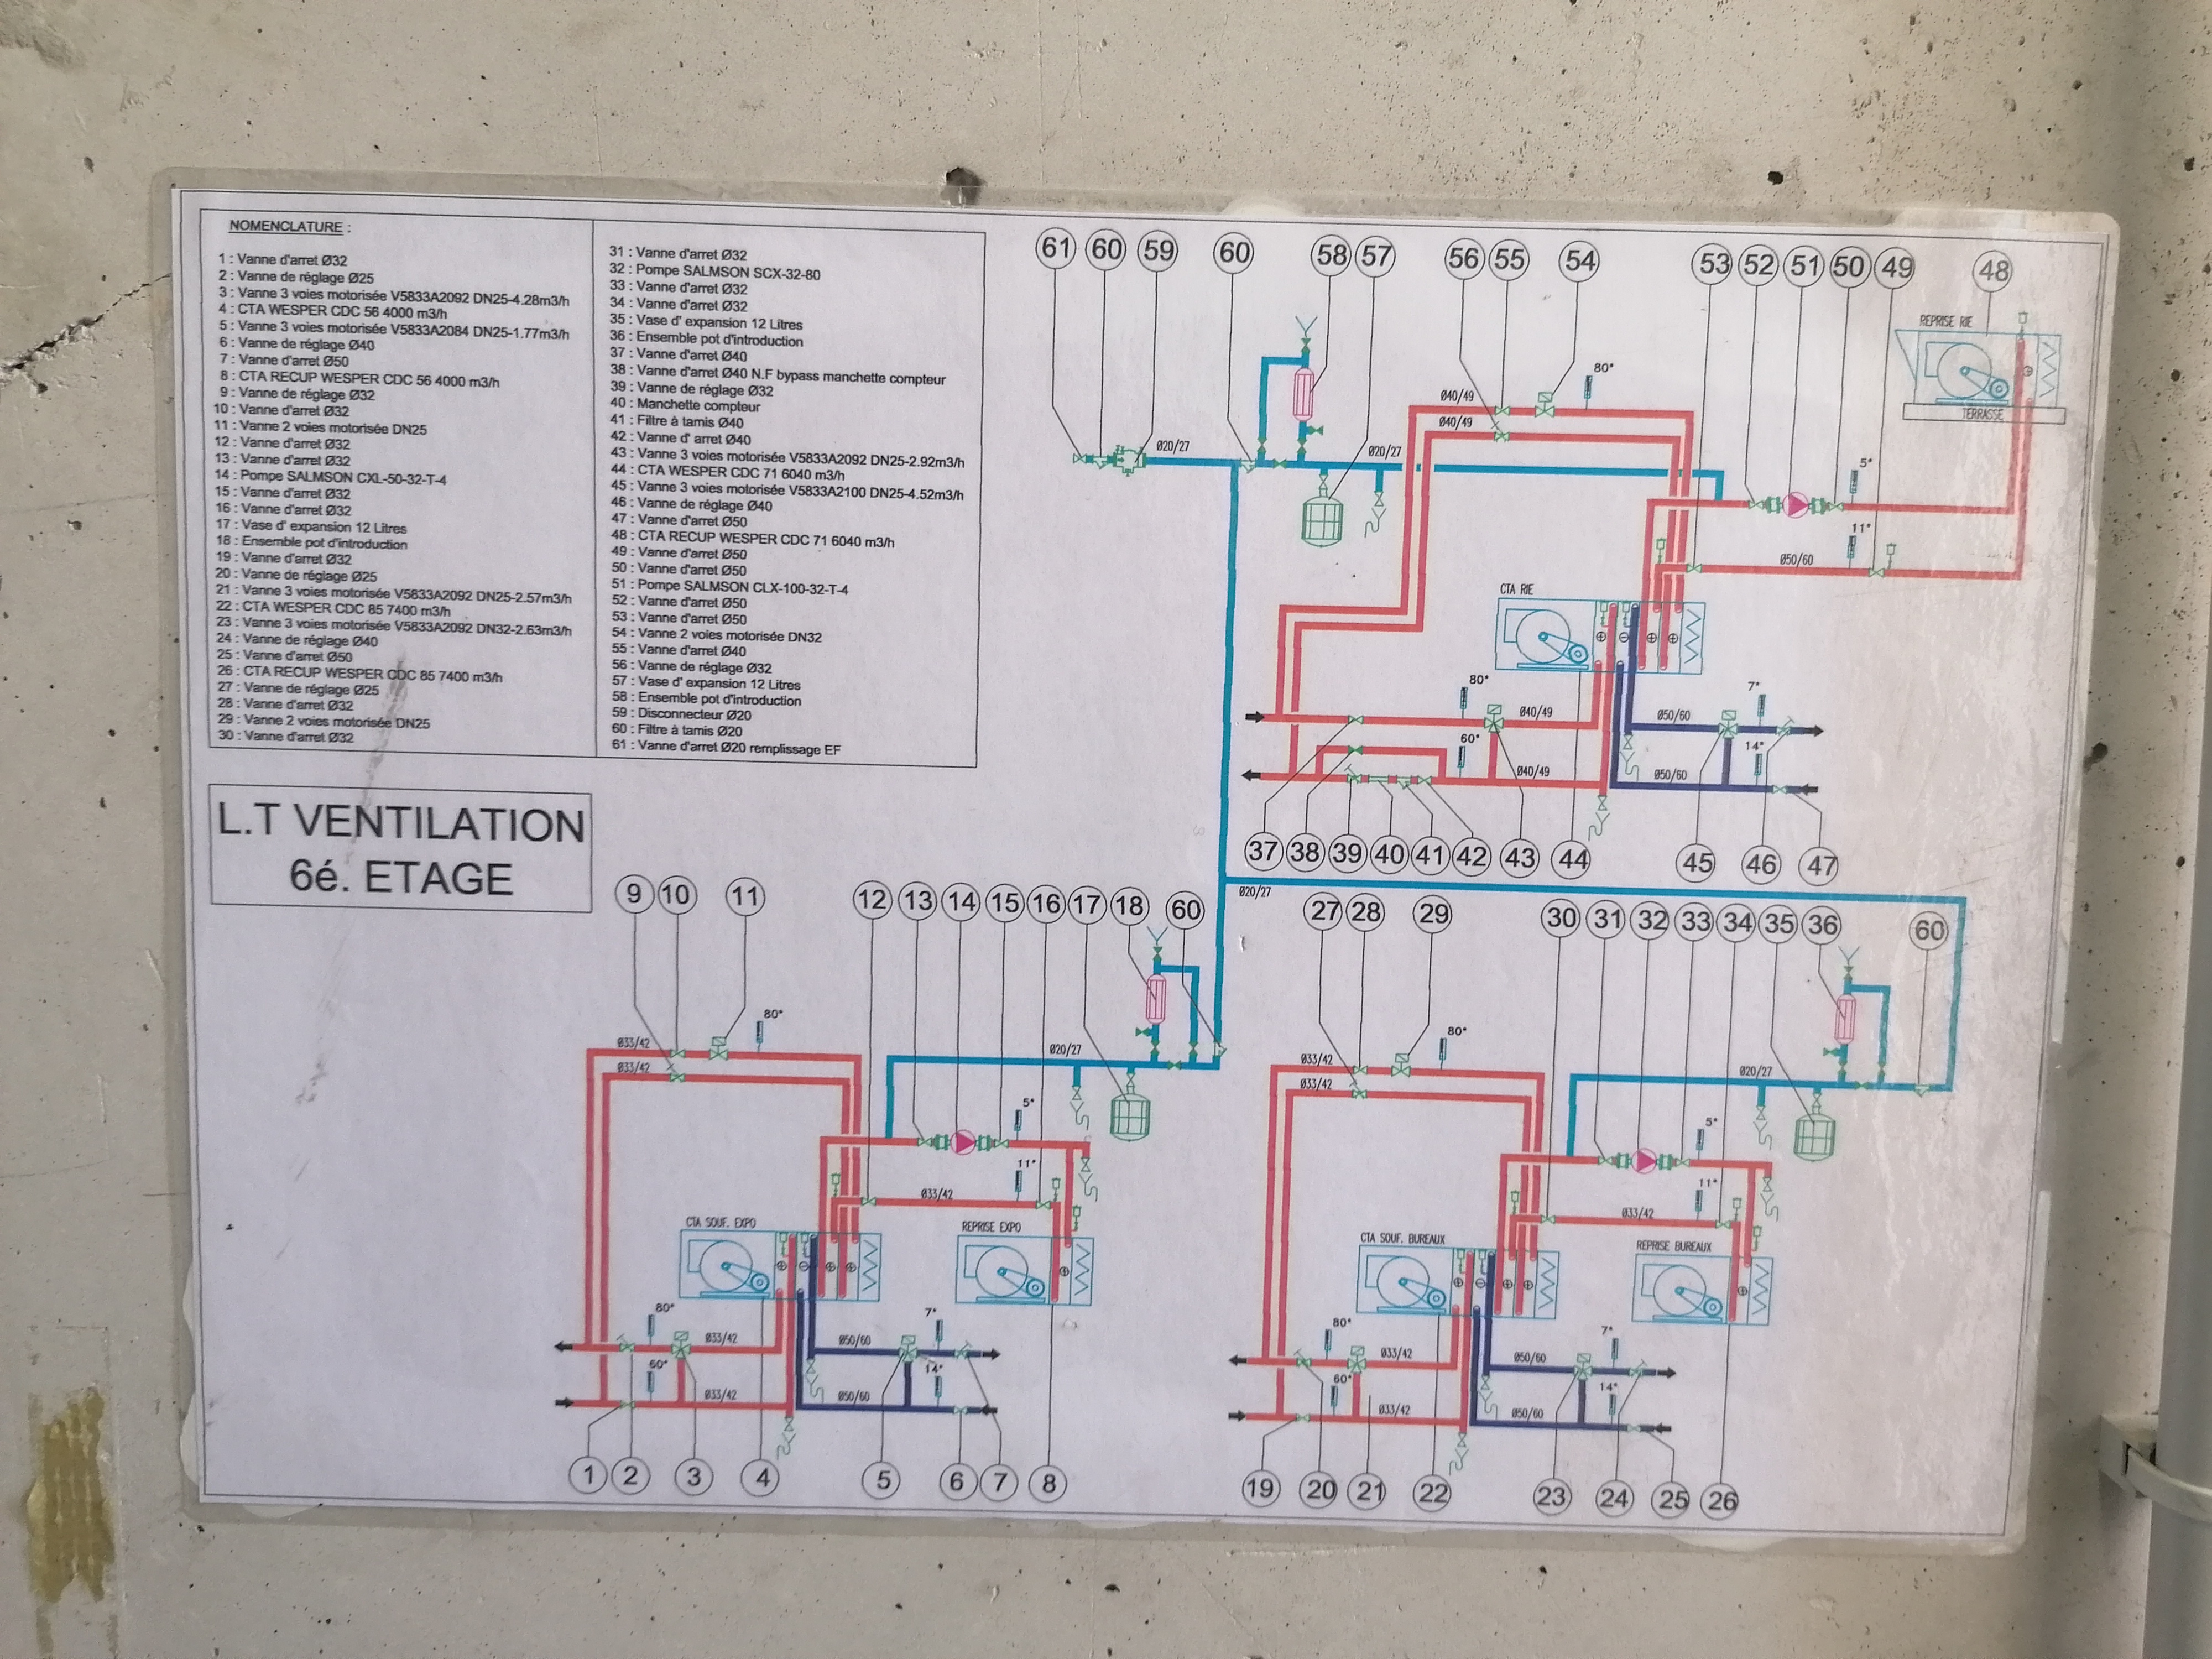 NOMENCLATURE :
1 : Vanne d'arret Ø32
2 : Vanne de réglage Ø25
3 : Vanne 3 voies motorisée V5833A2092 DN25-4.28m3/h
4 : CTA WESPER CDC 56 4000 m3/h
5 : Vanne 3 voies motorisée V5833A2084 DN25-1.77m3/h
6 : Vanne de réglage Ø40
7 : Vanne d'arret Ø50
8 : CTA RECUP WESPER CDC 56 4000 m3/h
9 : Vanne de réglage Ø32
10 : Vanne d'arret Ø32
11 : Vanne 2 voies motorisée DN25
12 : Vanne d'arret Ø32
13 : Vanne d'arret Ø32
14 : Pompe SALMSON CXL-50-32-T-4
15 : Vanne d'arret Ø32
16 : Vanne d'arret Ø32
17 : Vase d' expansion 12 Litres
18 : Ensemble pot d'introduction
19 : Vanne d'arret Ø32
20 : Vanne de réglage Ø25
21 : Vanne 3 voies motorisée V5833A2092 DN25-2.57m3/h
22 : CTA WESPER CDC 85 7400 m3/h
23 : Vanne 3 voies motorisée V5833A2092 DN32-2.63m3/h
24 : Vanne de réglage Ø40
25 : Vanne d'arret Ø50
26 : CTA RECUP WESPER CDC 85 7400 m3/h
27 : Vanne de réglage Ø25
28 : Vanne d'arret Ø32
29 : Vanne 2 voies motorisée DN25
30 : Vanne d'arret Ø32
31 : Vanne d'arret Ø32
32 : Pompe SALMSON SCX-32-80
33 : Vanne d'arret Ø32
34 : Vanne d'arret Ø32
35 : Vase d' expansion 12 Litres
36 : Ensemble pot d'introduction
37 : Vanne d'arret Ø40
38 : Vanne d'arret Ø40 N.F bypass manchette compteur
39 : Vanne de réglage Ø32
40 : Manchette compteur
41 : Filtre à tamis Ø40
42 : Vanne d' arret Ø40
43 : Vanne 3 voies motorisée V5833A2092 DN25-2.92m3/h
44 : CTA WESPER CDC 71 6040 m3/h
45 : Vanne 3 voies motorisée V5833A2100 DN25-4.52m3/h
46 : Vanne de réglage Ø40
47 : Vanne d'arret Ø50
48 : CTA RECUP WESPER CDC 71 6040 m3/h
49 : Vanne d'arret Ø50
50 : Vanne d'arret Ø50
51 : Pompe SALMSON CLX-100-32-T-4
52 : Vanne d'arret Ø50
53 : Vanne d'arret Ø50
54 : Vanne 2 voies motorisée DN32
55 : Vanne d'arret Ø40
56 : Vanne de réglage Ø32
57 : Vase d' expansion 12 Litres
58 : Ensemble pot d'introduction
59 : Disconnecteur Ø20
60 : Filtre à tamis Ø20
61 : Vanne d'arret Ø20 remplissage EF
L.T VENTILATION
6é. ETAGE
61 60 59 60 58 57 56 55 54 53 52 51 50 49 48
REPRISE RIE
TERRASSE
80°
Ø40/49
Ø40/49
Ø20/27
Ø20/27
5°
11°
Ø50/60
CTA RIE
80°
Ø40/49
60°
Ø40/49
7°
Ø50/60
14°
Ø50/60
37 38 39 40 41 42 43 44 45 46 47
Ø20/27
9 10 11 12 13 14 15 16 17 18 60
80°
Ø33/42
Ø33/42
Ø20/27
5°
11°
Ø33/42
CTA SOUF. EXPO
REPRISE EXPO
80°
Ø33/42
60°
Ø33/42
7°
Ø50/60
14°
Ø50/60
1 2 3 4 5 6 7 8
27 28 29 30 31 32 33 34 35 36 60
80°
Ø33/42
Ø33/42
Ø20/27
5°
11°
Ø33/42
CTA SOUF. BUREAUX
REPRISE BUREAUX
80°
Ø33/42
60°
Ø33/42
7°
Ø50/60
14°
Ø50/60
19 20 21 22 23 24 25 26